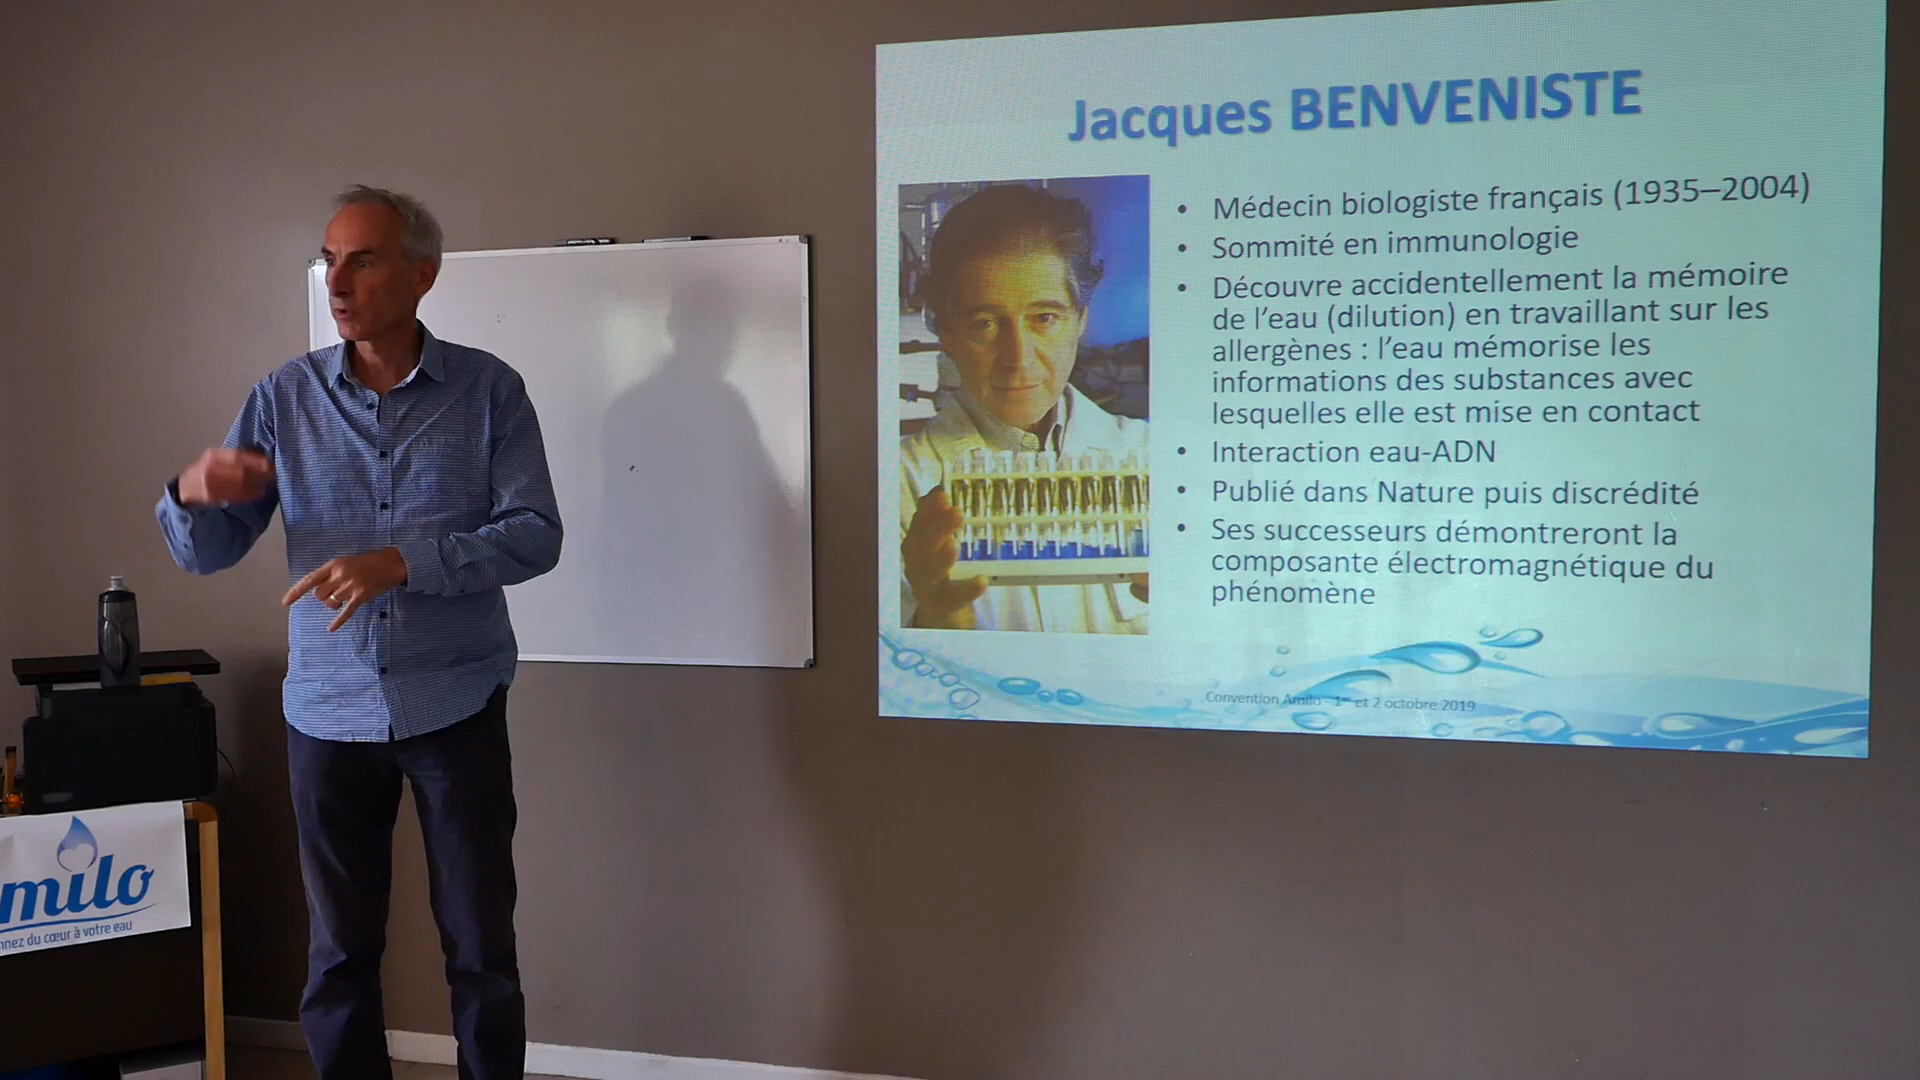 Jacques BENVENISTE
• Médecin biologiste français (1935–2004)
• Sommité en immunologie
• Découvre accidentellement la mémoire
de l'eau (dilution) en travaillant sur les
allergènes : l'eau mémorise les
informations des substances avec
lesquelles elle est mise en contact
• Interaction eau-ADN
• Publié dans Nature puis discrédité
• Ses successeurs démontreront la
composante électromagnétique du
phénomène
Convention Amilo - 1er et 2 octobre 2019
milo
nnez du cœur à votre eau